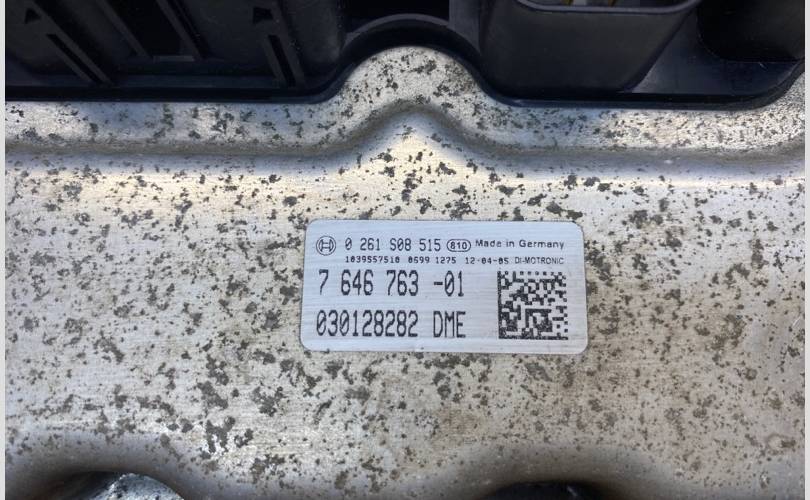 0 261 S08 515 810 Made in Germany
1039S57510 0599 1275 12-04-05 DI-MOTRONIC
7 646 763 -01
030128282 DME